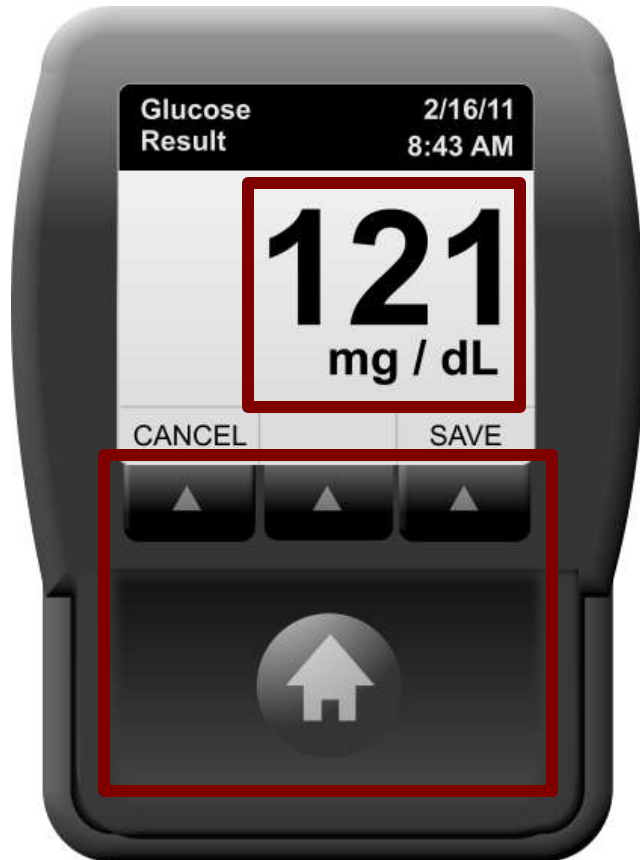 Glucose 2/16/11
Result 8:43 AM
121
mg / dL
CANCEL SAVE